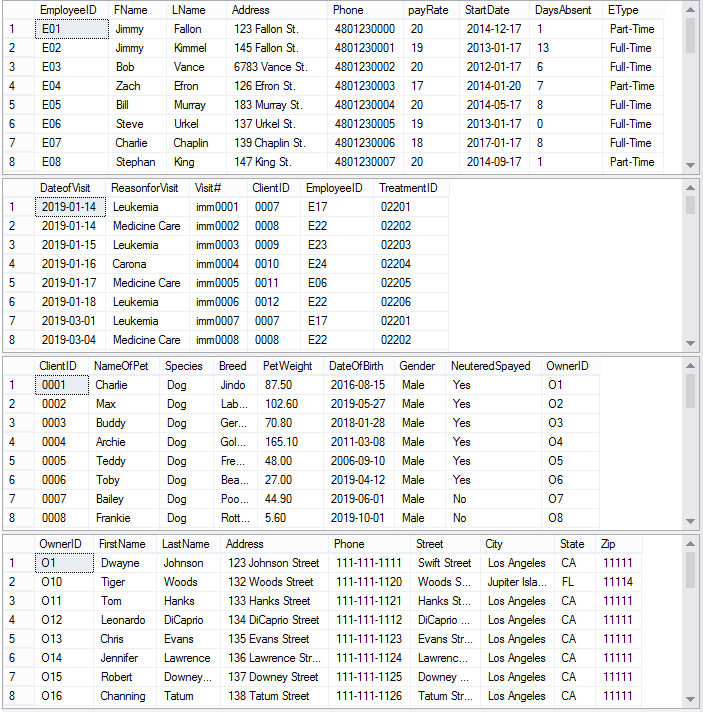 EmployeeID FName LName Address Phone payRate StartDate DaysAbsent EType
1 E01 Jimmy Fallon 123 Fallon St. 4801230000 20 2014-12-17 1 Part-Time
2 E02 Jimmy Kimmel 145 Fallon St. 4801230001 19 2013-01-17 13 Full-Time
3 E03 Bob Vance 6783 Vance St. 4801230002 20 2012-01-17 6 Full-Time
4 E04 Zach Efron 126 Efron St. 4801230003 17 2014-01-20 7 Part-Time
5 E05 Bill Murray 183 Murray St. 4801230004 20 2014-05-17 8 Full-Time
6 E06 Steve Urkel 137 Urkel St. 4801230005 19 2013-01-17 0 Full-Time
7 E07 Charlie Chaplin 139 Chaplin St. 4801230006 18 2017-01-17 8 Full-Time
8 E08 Stephan King 147 King St. 4801230007 20 2014-09-17 1 Part-Time
DateofVisit ReasonforVisit Visit# ClientID EmployeeID TreatmentID
1 2019-01-14 Leukemia imm0001 0007 E17 02201
2 2019-01-14 Medicine Care imm0002 0008 E22 02202
3 2019-01-15 Leukemia imm0003 0009 E23 02203
4 2019-01-16 Carona imm0004 0010 E24 02204
5 2019-01-17 Medicine Care imm0005 0011 E06 02205
6 2019-01-18 Leukemia imm0006 0012 E22 02206
7 2019-03-01 Leukemia imm0007 0007 E17 02201
8 2019-03-04 Medicine Care imm0008 0008 E22 02202
ClientID NameOfPet Species Breed PetWeight DateOfBirth Gender NeuteredSpayed OwnerID
1 0001 Charlie Dog Jindo 87.50 2016-08-15 Male Yes O1
2 0002 Max Dog Lab... 102.60 2019-05-27 Male Yes O2
3 0003 Buddy Dog Ger... 70.80 2018-01-28 Male Yes O3
4 0004 Archie Dog Gol... 165.10 2011-03-08 Male Yes O4
5 0005 Teddy Dog Fre... 48.00 2006-09-10 Male Yes O5
6 0006 Toby Dog Bea... 27.00 2019-04-12 Male Yes O6
7 0007 Bailey Dog Poo... 44.90 2019-06-01 Male No O7
8 0008 Frankie Dog Rott... 5.60 2019-10-01 Male No O8
OwnerID FirstName LastName Address Phone Street City State Zip
1 O1 Dwayne Johnson 123 Johnson Street 111-111-1111 Swift Street Los Angeles CA 11111
2 O10 Tiger Woods 132 Woods Street 111-111-1120 Woods S... Jupiter Isla... FL 11114
3 O11 Tom Hanks 133 Hanks Street 111-111-1121 Hanks St... Los Angeles CA 11111
4 O12 Leonardo DiCaprio 134 DiCaprio Street 111-111-1112 DiCaprio ... Los Angeles CA 11111
5 O13 Chris Evans 135 Evans Street 111-111-1123 Evans Str... Los Angeles CA 11111
6 O14 Jennifer Lawrence 136 Lawrence Str... 111-111-1124 Lawrenc... Los Angeles CA 11111
7 O15 Robert Downey... 137 Downey Street 111-111-1125 Downey ... Los Angeles CA 11111
8 O16 Channing Tatum 138 Tatum Street 111-111-1126 Tatum Str... Los Angeles CA 11111